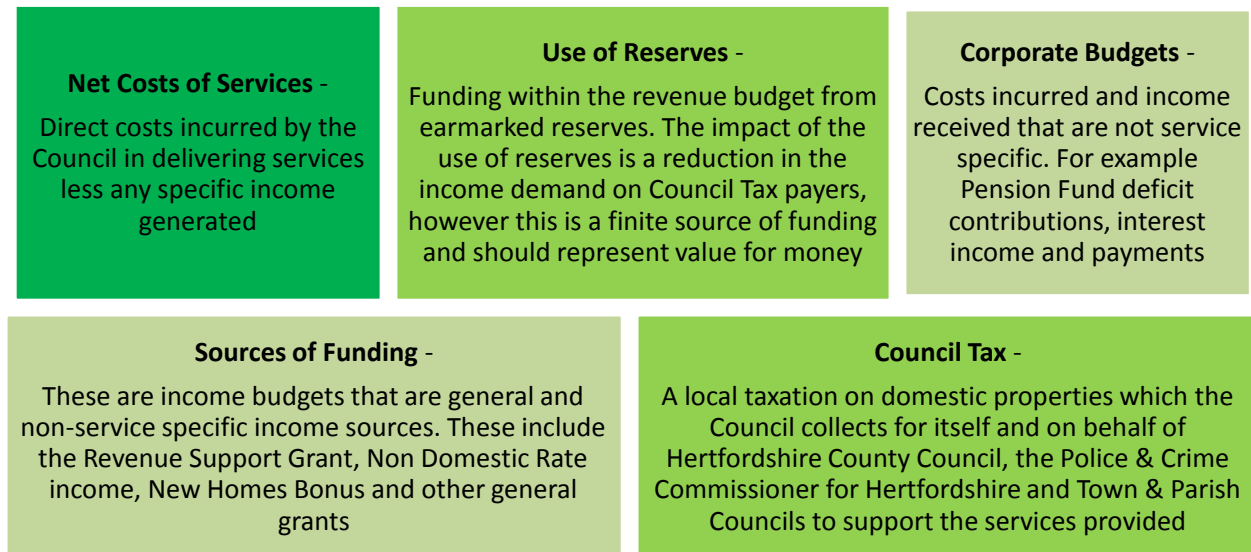 Net Costs of Services -
Direct costs incurred by the
Council in delivering services
less any specific income
generated
Use of Reserves -
Funding within the revenue budget from
earmarked reserves. The impact of the
use of reserves is a reduction in the
income demand on Council Tax payers,
however this is a finite source of funding
and should represent value for money
Corporate Budgets -
Costs incurred and income
received that are not service
specific. For example
Pension Fund deficit
contributions, interest
income and payments
Sources of Funding -
These are income budgets that are general and
non-service specific income sources. These include
the Revenue Support Grant, Non Domestic Rate
income, New Homes Bonus and other general
grants
Council Tax -
A local taxation on domestic properties which the
Council collects for itself and on behalf of
Hertfordshire County Council, the Police & Crime
Commissioner for Hertfordshire and Town & Parish
Councils to support the services provided